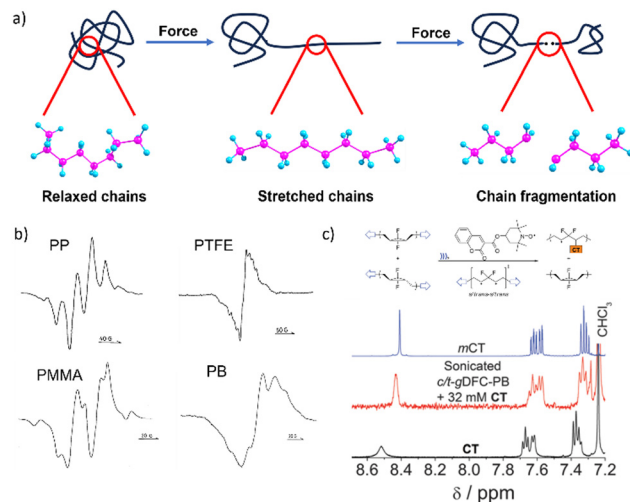 a)
Force
Force
Relaxed chains
Stretched chains
Chain fragmentation
b)
PP
PTFE
PMMA
PB
c)
CT
mCT
Sonicated
c/t-gDFC-PB
+ 32 mM CT
CT
CHCl3
8.6 8.4 8.2 8.0 7.8 7.6 7.4 7.2
δ / ppm